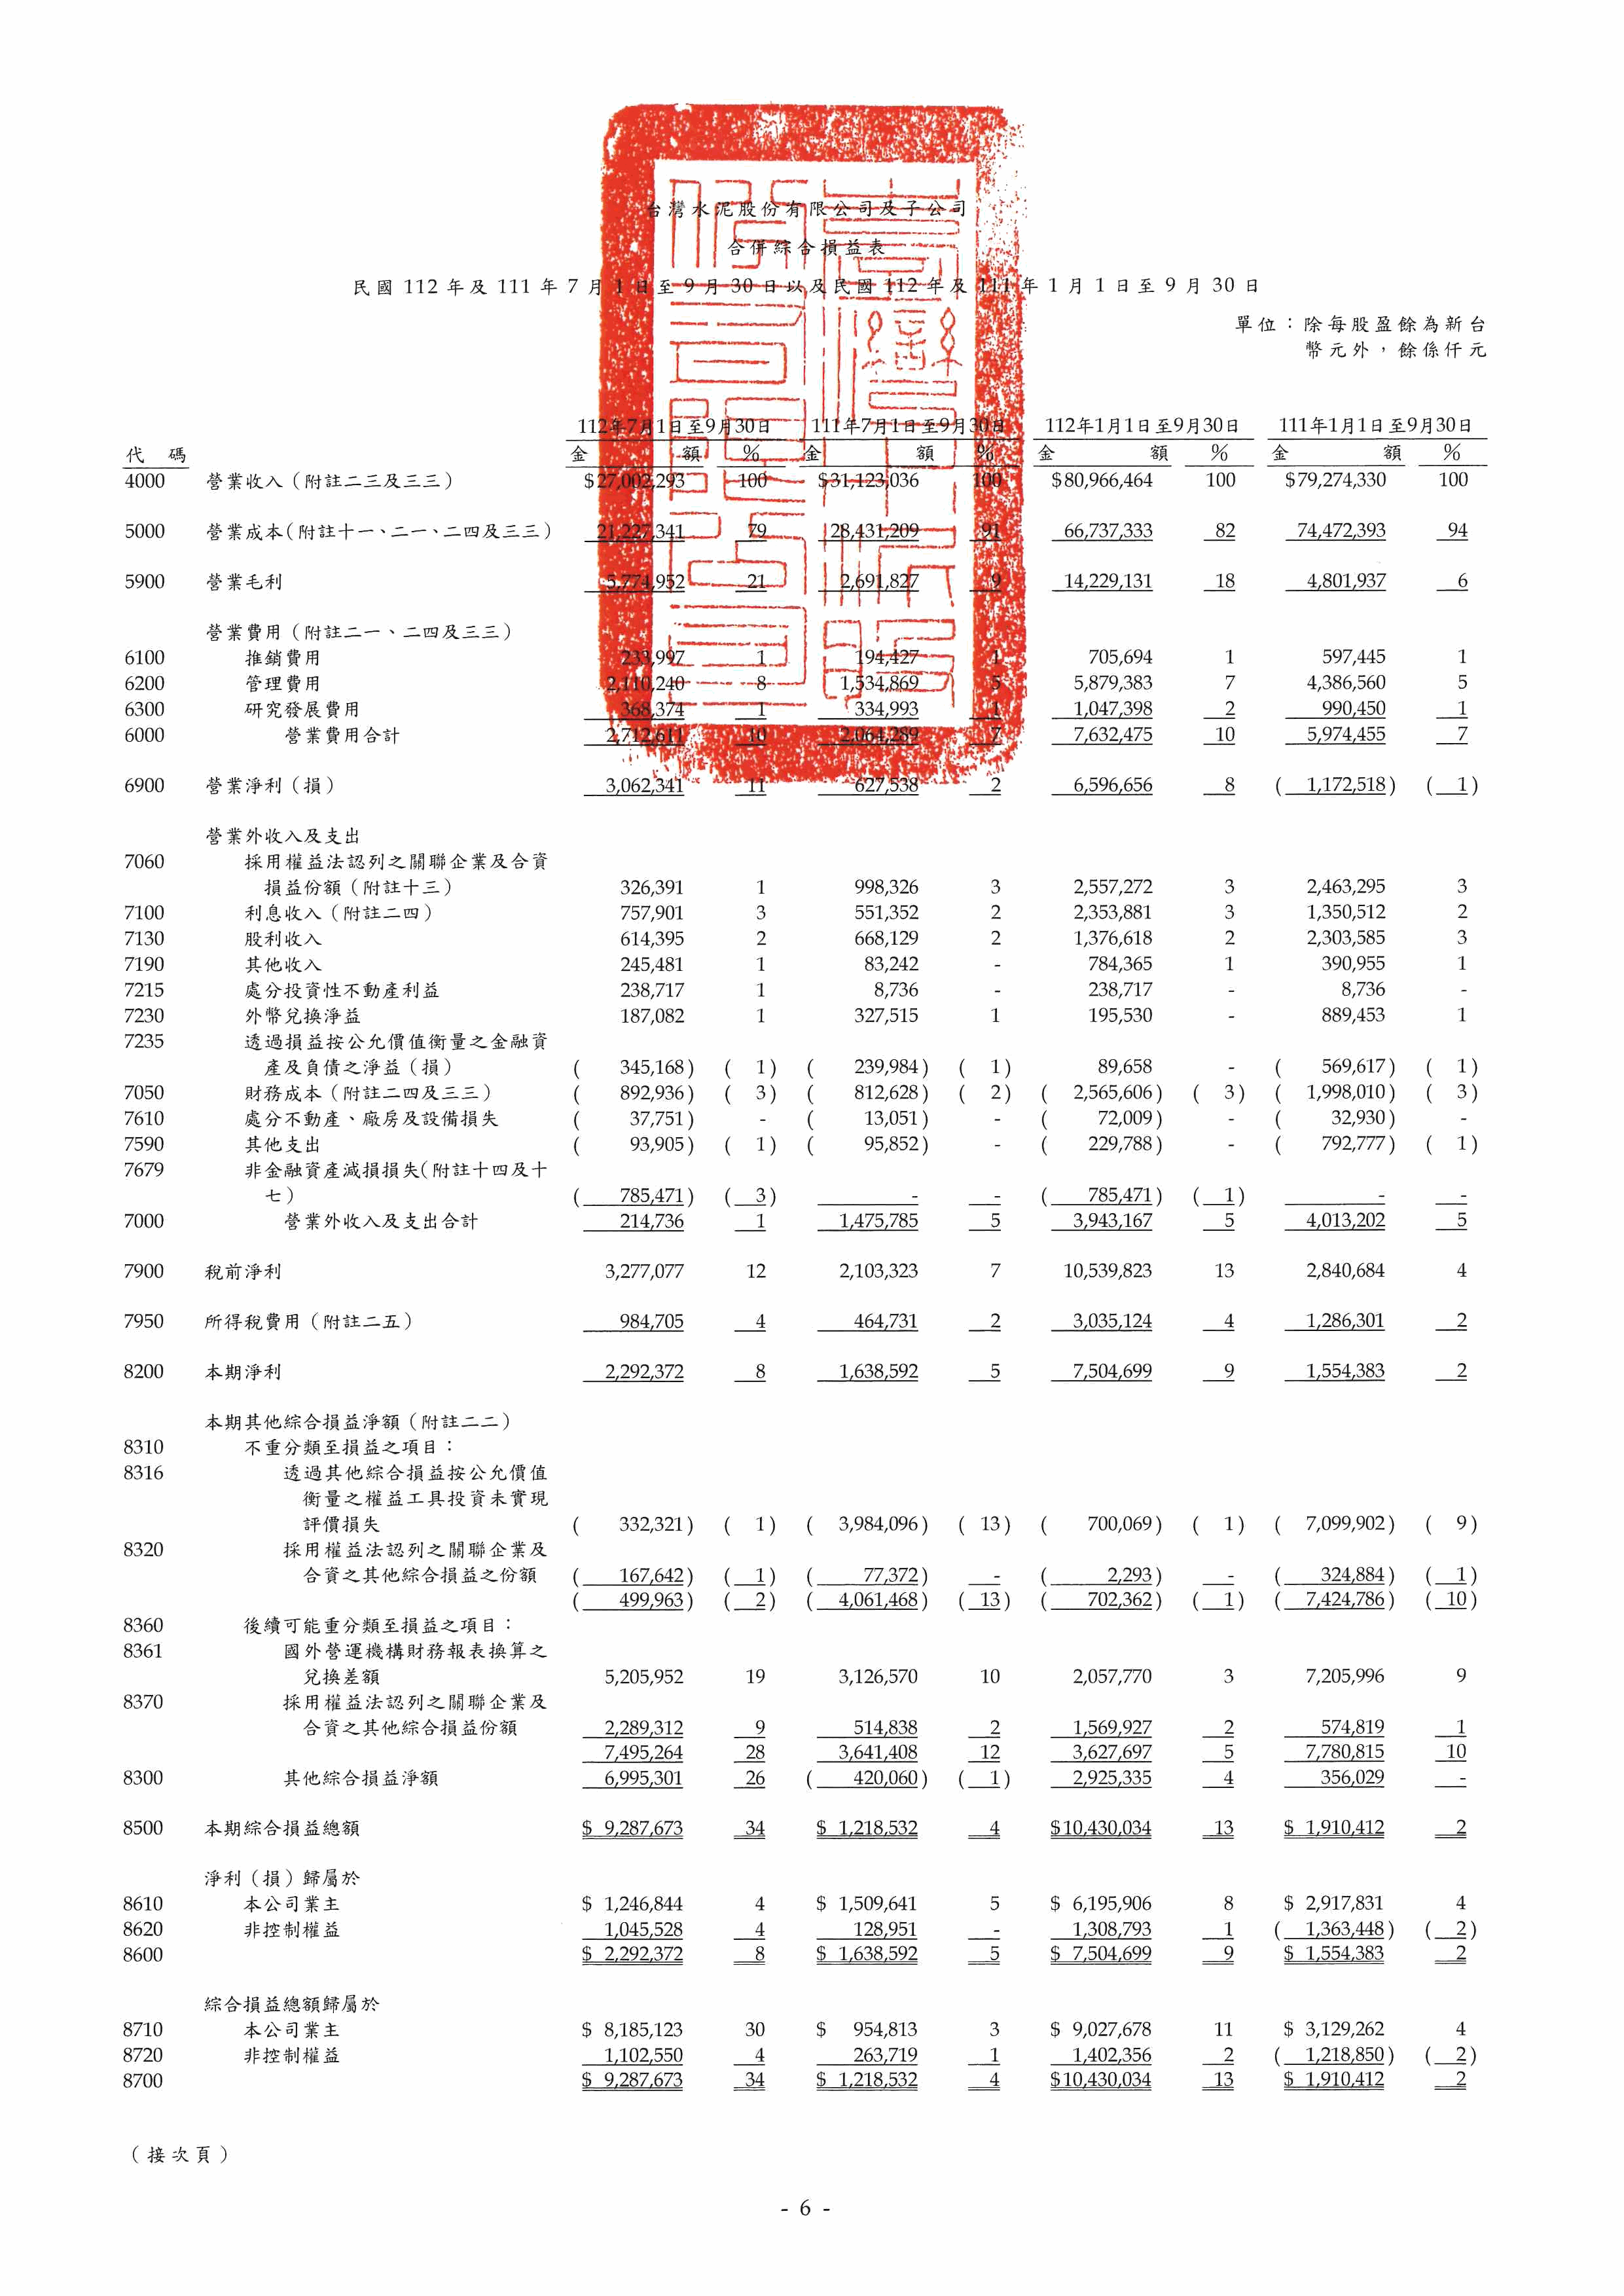 台灣水泥股份有限公司及子公司
合併綜合損益表
民國 112 年及 111 年 7 月 1 日至 9 月 30 日以及民國 112 年及 111 年 1 月 1 日至 9 月 30 日
單位：除每股盈餘為新台
幣元外，餘係仟元
112年7月1日至9月30日 111年7月1日至9月30日 112年1月1日至9月30日 111年1月1日至9月30日
代 碼 金 額 % 金 額 % 金 額 % 金 額 %
4000 營業收入（附註二三及三三） $27,002,293 100 $31,123,036 100 $80,966,464 100 $79,274,330 100
5000 營業成本（附註十一、二一、二四及三三） 21,227,341 79 28,431,209 91 66,737,333 82 74,472,393 94
5900 營業毛利 5,774,952 21 2,691,827 9 14,229,131 18 4,801,937 6
營業費用（附註二一、二四及三三）
6100 推銷費用 233,997 1 194,427 1 705,694 1 597,445 1
6200 管理費用 2,110,240 8 1,534,869 5 5,879,383 7 4,386,560 5
6300 研究發展費用 368,374 1 334,993 1 1,047,398 2 990,450 1
6000 營業費用合計 2,712,611 10 2,064,289 7 7,632,475 10 5,974,455 7
6900 營業淨利（損） 3,062,341 11 627,538 2 6,596,656 8 ( 1,172,518) ( 1)
營業外收入及支出
7060 採用權益法認列之關聯企業及合資
損益份額（附註十三） 326,391 1 998,326 3 2,557,272 3 2,463,295 3
7100 利息收入（附註二四） 757,901 3 551,352 2 2,353,881 3 1,350,512 2
7130 股利收入 614,395 2 668,129 2 1,376,618 2 2,303,585 3
7190 其他收入 245,481 1 83,242 - 784,365 1 390,955 1
7215 處分投資性不動產利益 238,717 1 8,736 - 238,717 - 8,736 -
7230 外幣兌換淨益 187,082 1 327,515 1 195,530 - 889,453 1
7235 透過損益按公允價值衡量之金融資
產及負債之淨益（損） ( 345,168) ( 1) ( 239,984) ( 1) 89,658 - ( 569,617) ( 1)
7050 財務成本（附註二四及三三） ( 892,936) ( 3) ( 812,628) ( 2) ( 2,565,606) ( 3) ( 1,998,010) ( 3)
7610 處分不動產、廠房及設備損失 ( 37,751) - ( 13,051) - ( 72,009) - ( 32,930) -
7590 其他支出 ( 93,905) ( 1) ( 95,852) - ( 229,788) - ( 792,777) ( 1)
7679 非金融資產減損損失（附註十四及十
七） ( 785,471) ( 3) - - ( 785,471) ( 1) - -
7000 營業外收入及支出合計 214,736 1 1,475,785 5 3,943,167 5 4,013,202 5
7900 稅前淨利 3,277,077 12 2,103,323 7 10,539,823 13 2,840,684 4
7950 所得稅費用（附註二五） 984,705 4 464,731 2 3,035,124 4 1,286,301 2
8200 本期淨利 2,292,372 8 1,638,592 5 7,504,699 9 1,554,383 2
本期其他綜合損益淨額（附註二二）
8310 不重分類至損益之項目：
8316 透過其他綜合損益按公允價值
衡量之權益工具投資未實現
評價損失 ( 332,321) ( 1) ( 3,984,096) ( 13) ( 700,069) ( 1) ( 7,099,902) ( 9)
8320 採用權益法認列之關聯企業及
合資之其他綜合損益之份額 ( 167,642) ( 1) ( 77,372) - ( 2,293) - ( 324,884) ( 1)
( 499,963) ( 2) ( 4,061,468) ( 13) ( 702,362) ( 1) ( 7,424,786) ( 10)
8360 後續可能重分類至損益之項目：
8361 國外營運機構財務報表換算之
兌換差額 5,205,952 19 3,126,570 10 2,057,770 3 7,205,996 9
8370 採用權益法認列之關聯企業及
合資之其他綜合損益份額 2,289,312 9 514,838 2 1,569,927 2 574,819 1
7,495,264 28 3,641,408 12 3,627,697 5 7,780,815 10
8300 其他綜合損益淨額 6,995,301 26 ( 420,060) ( 1) 2,925,335 4 356,029 -
8500 本期綜合損益總額 $ 9,287,673 34 $ 1,218,532 4 $10,430,034 13 $ 1,910,412 2
淨利（損）歸屬於
8610 本公司業主 $ 1,246,844 4 $ 1,509,641 5 $ 6,195,906 8 $ 2,917,831 4
8620 非控制權益 1,045,528 4 128,951 - 1,308,793 1 ( 1,363,448) ( 2)
8600 $ 2,292,372 8 $ 1,638,592 5 $ 7,504,699 9 $ 1,554,383 2
綜合損益總額歸屬於
8710 本公司業主 $ 8,185,123 30 $ 954,813 3 $ 9,027,678 11 $ 3,129,262 4
8720 非控制權益 1,102,550 4 263,719 1 1,402,356 2 ( 1,218,850) ( 2)
8700 $ 9,287,673 34 $ 1,218,532 4 $10,430,034 13 $ 1,910,412 2
（接次頁）
- 6 -